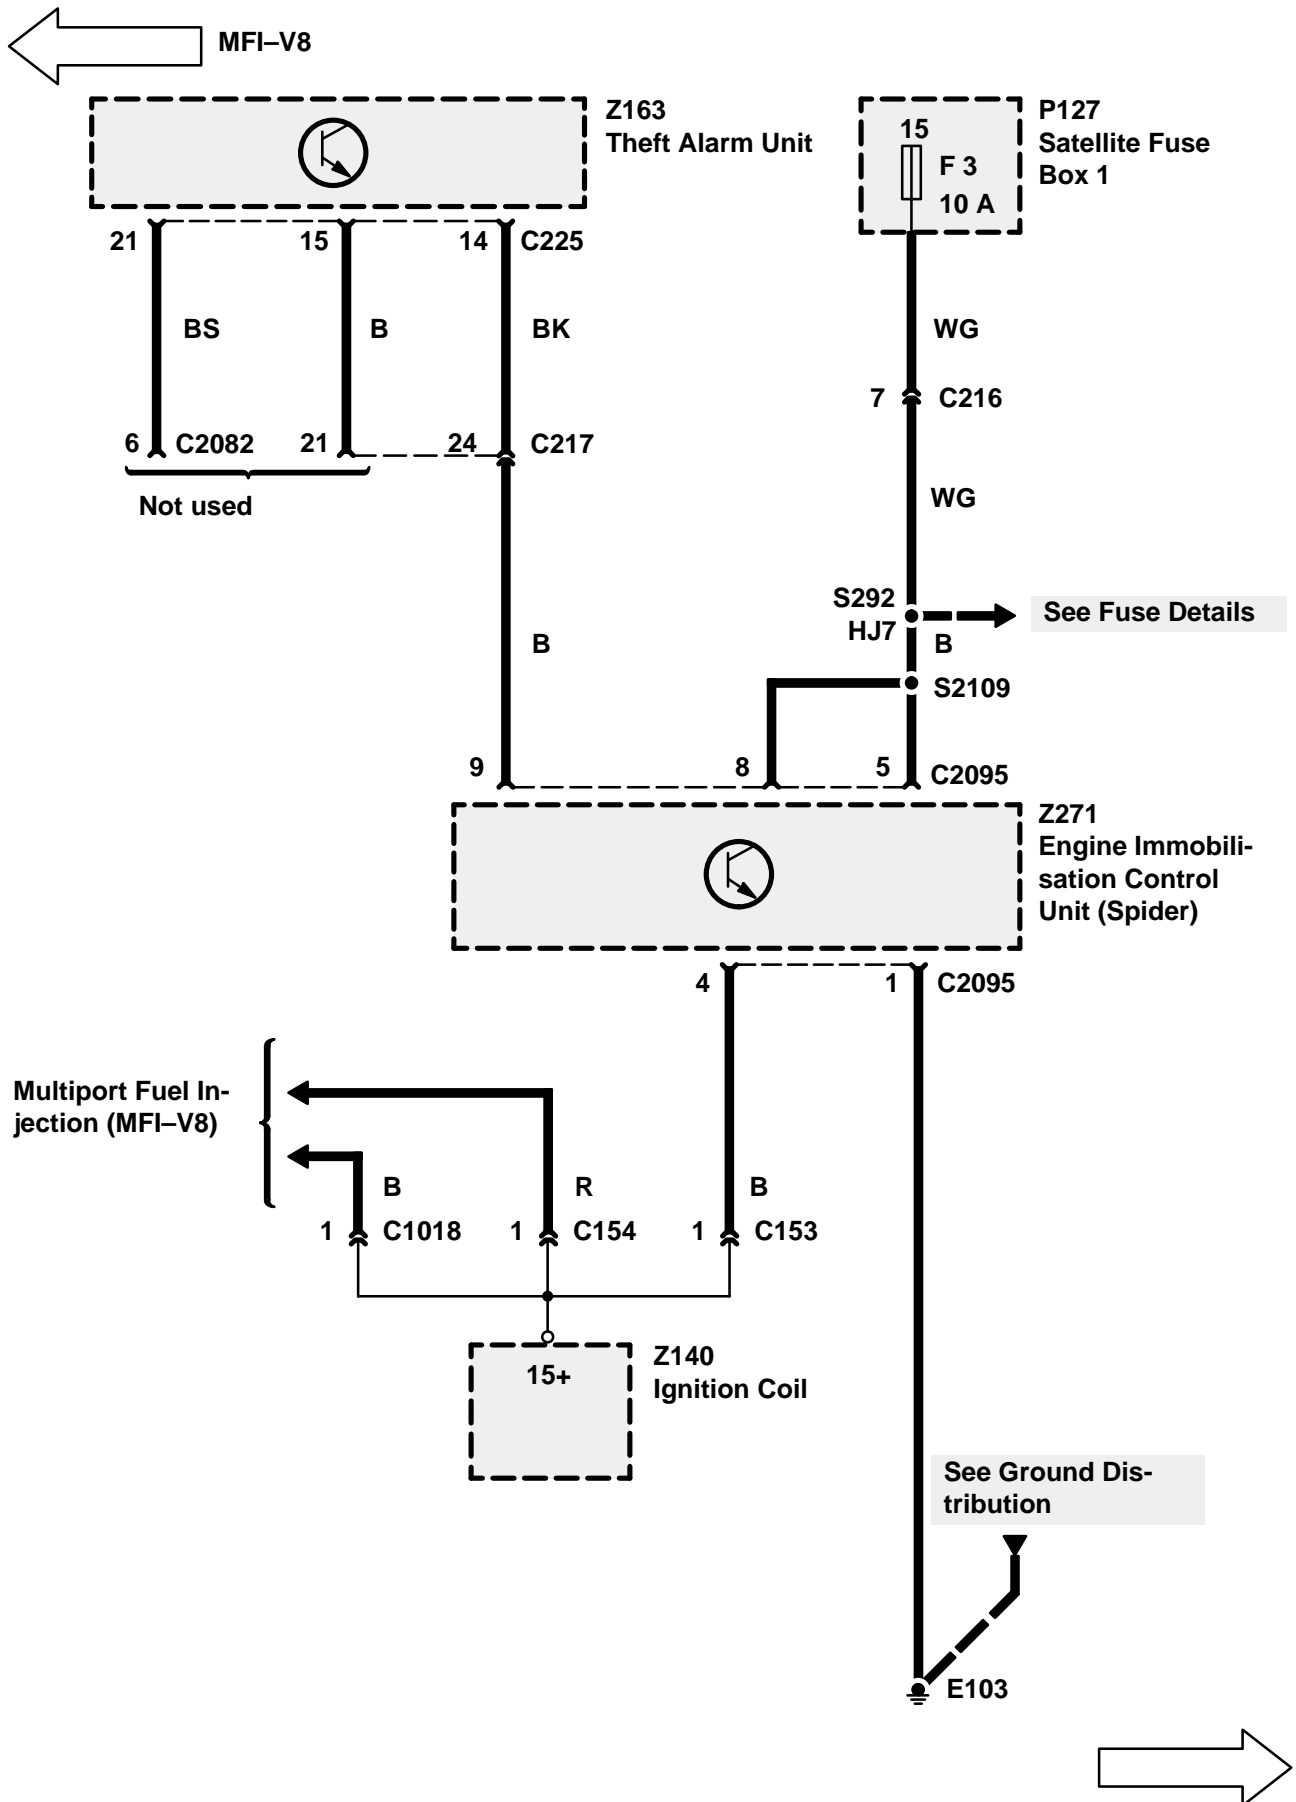 MFI–V8
Z163
Theft Alarm Unit
P127
Satellite Fuse
Box 1
15
F 3
10 A
21
15
14
C225
BS
B
BK
WG
7
C216
6
C2082
21
24
C217
Not used
WG
S292
HJ7
See Fuse Details
B
B
S2109
9
8
5
C2095
Z271
Engine Immobili-
sation Control
Unit (Spider)
4
1
C2095
Multiport Fuel In-
jection (MFI–V8)
B
R
B
1
C1018
1
C154
1
C153
15+
Z140
Ignition Coil
See Ground Dis-
tribution
E103